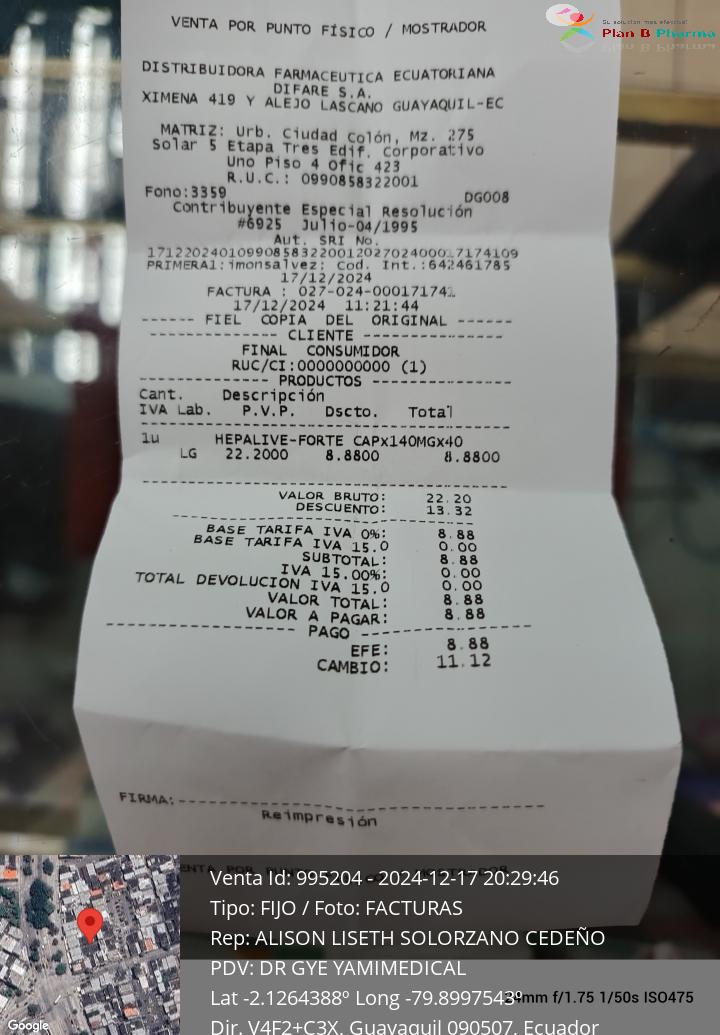 VENTA POR PUNTO FÍSICO / MOSTRADOR
Su solución mas efectiva!
Plan B Pharma
DISTRIBUIDORA FARMACEUTICA ECUATORIANA
DIFARE S.A.
XIMENA 419 Y ALEJO LASCANO GUAYAQUIL-EC
MATRIZ: Urb. Ciudad Colón, Mz. 275
Solar 5 Etapa Tres Edif. Corporativo
Uno Piso 4 Ofic 423
R.U.C.: 0990858322001
Fono:3359 DG008
Contribuyente Especial Resolución
#6925 Julio-04/1995
Aut. SRI No.
PRIMERA1:imonsalvez: Cod. Int.:642461785
17/12/2024
FACTURA :
17/12/2024 11:21:44
------ FIEL COPIA DEL ORIGINAL ------
--------------- CLIENTE ----------------
FINAL CONSUMIDOR
RUC/CI:0000000000 (1)
-------------- PRODUCTOS ---------------
Cant. Descripción
IVA Lab. P.V.P. Dscto. Total
1u HEPALIVE-FORTE CAPx140MGx40
LG 22.2000 8.8800 8.8800
VALOR BRUTO: 22.20
DESCUENTO: 13.32
BASE TARIFA IVA 0%: 8.88
BASE TARIFA IVA 15.0 0.00
SUBTOTAL: 8.88
IVA 15.00%: 0.00
TOTAL DEVOLUCION IVA 15.0 0.00
VALOR TOTAL: 8.88
VALOR A PAGAR: 8.88
----------------- PAGO -----------------
EFE: 8.88
CAMBIO: 11.12
FIRMA:----------------------------------
Reimpresión
Venta Id: 995204 - 2024-12-17 20:29:46
Tipo: FIJO / Foto: FACTURAS
Rep: ALISON LISETH SOLORZANO CEDEÑO
PDV: DR GYE YAMIMEDICAL
Lat -2.1264388º Long
24mm f/1.75 1/50s ISO475
Dir. V4F2+C3X, Guayaquil 090507, Ecuador
Google